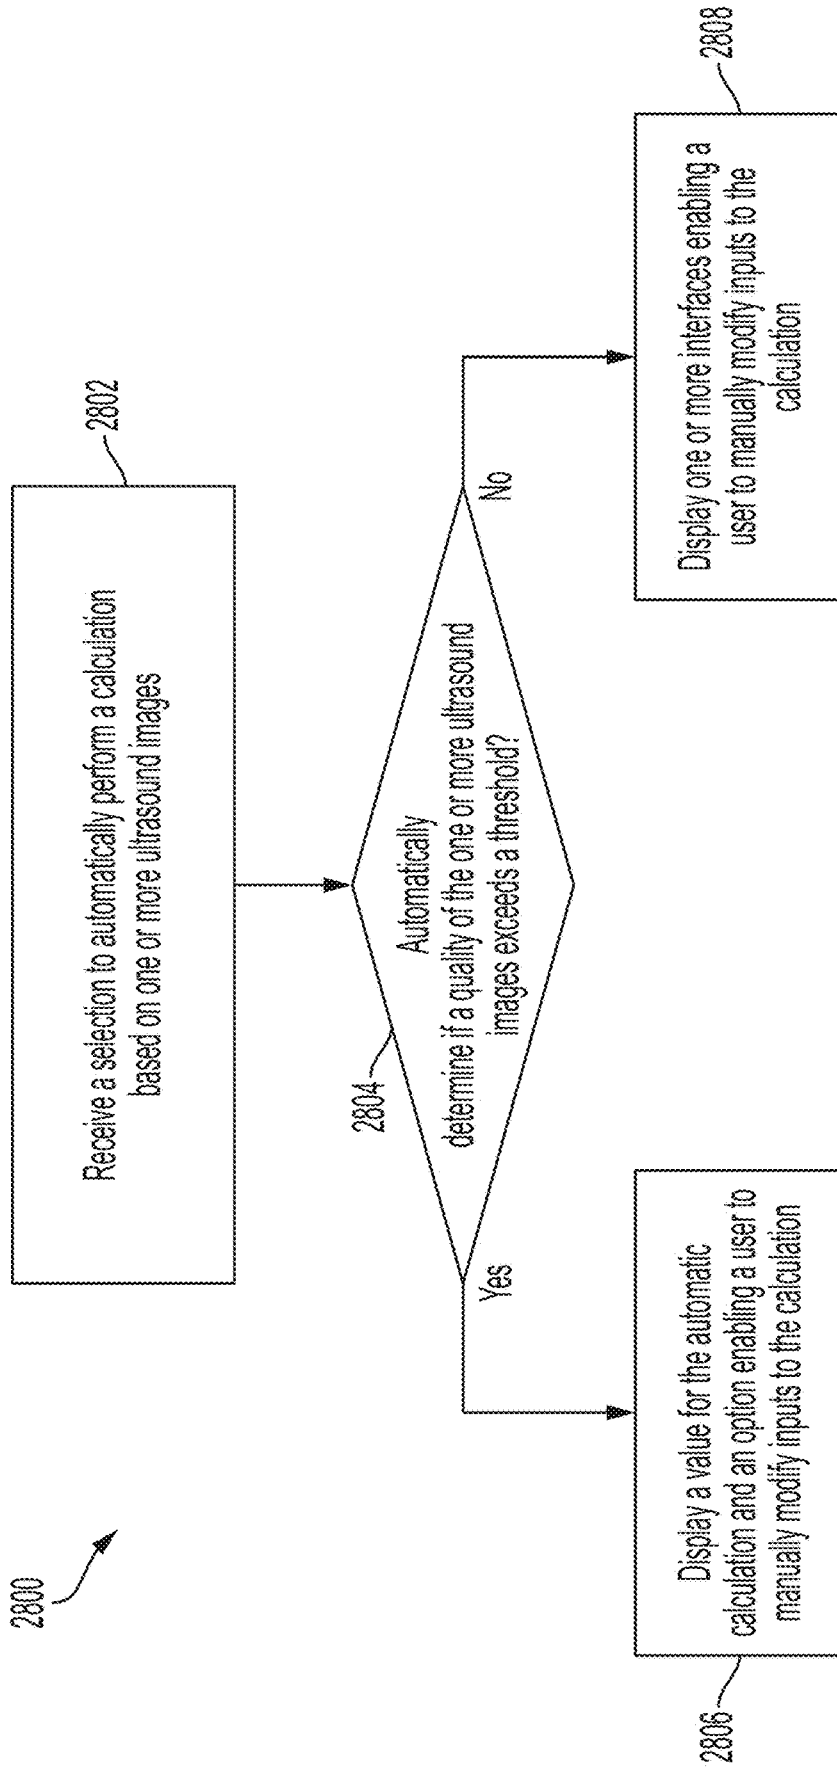 2800
Receive a selection to automatically perform a calculation
based on one or more ultrasound images
2802
2804
Automatically
determine if a quality of the one or more ultrasound
images exceeds a threshold?
Yes
No
Display a value for the automatic
calculation and an option enabling a user to
manually modify inputs to the calculation
2806
Display one or more interfaces enabling a
user to manually modify inputs to the
calculation
2808